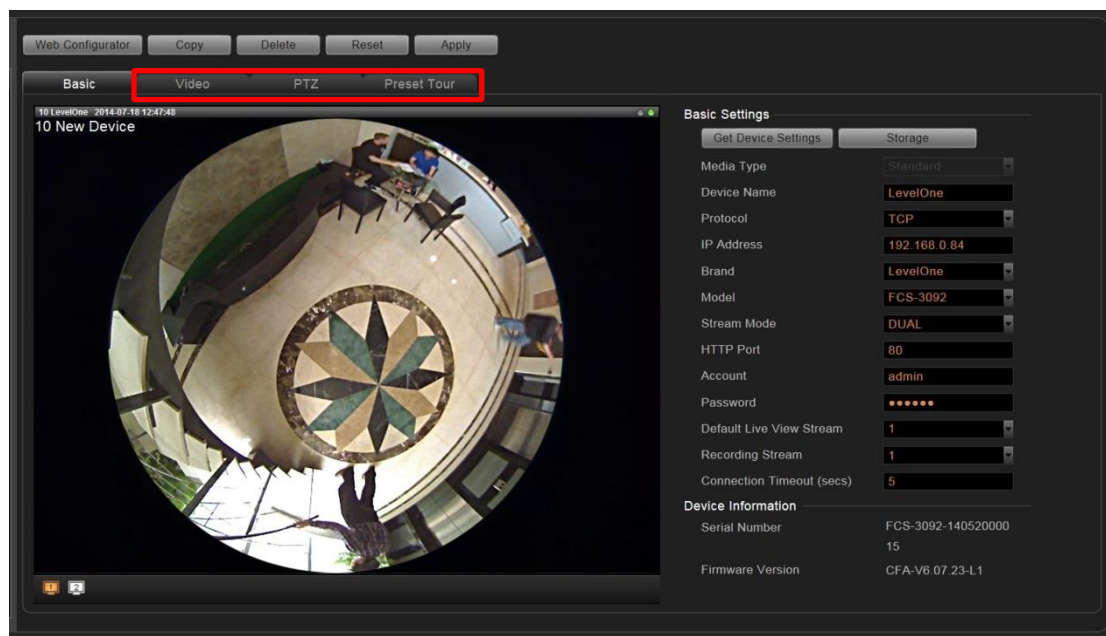 Web Configurator Copy Delete Reset Apply
Basic Video PTZ Preset Tour
10 LevelOne 2014-07-18 12:47:48
10 New Device
Basic Settings
Get Device Settings Storage
Media Type Standard
Device Name LevelOne
Protocol TCP
IP Address 192.168.0.84
Brand LevelOne
Model FCS-3092
Stream Mode DUAL
HTTP Port 80
Account admin
Password ●●●●●●
Default Live View Stream 1
Recording Stream 1
Connection Timeout (secs) 5
Device Information
Serial Number FCS-3092-140520000
15
Firmware Version CFA-V6.07.23-L1
1 2